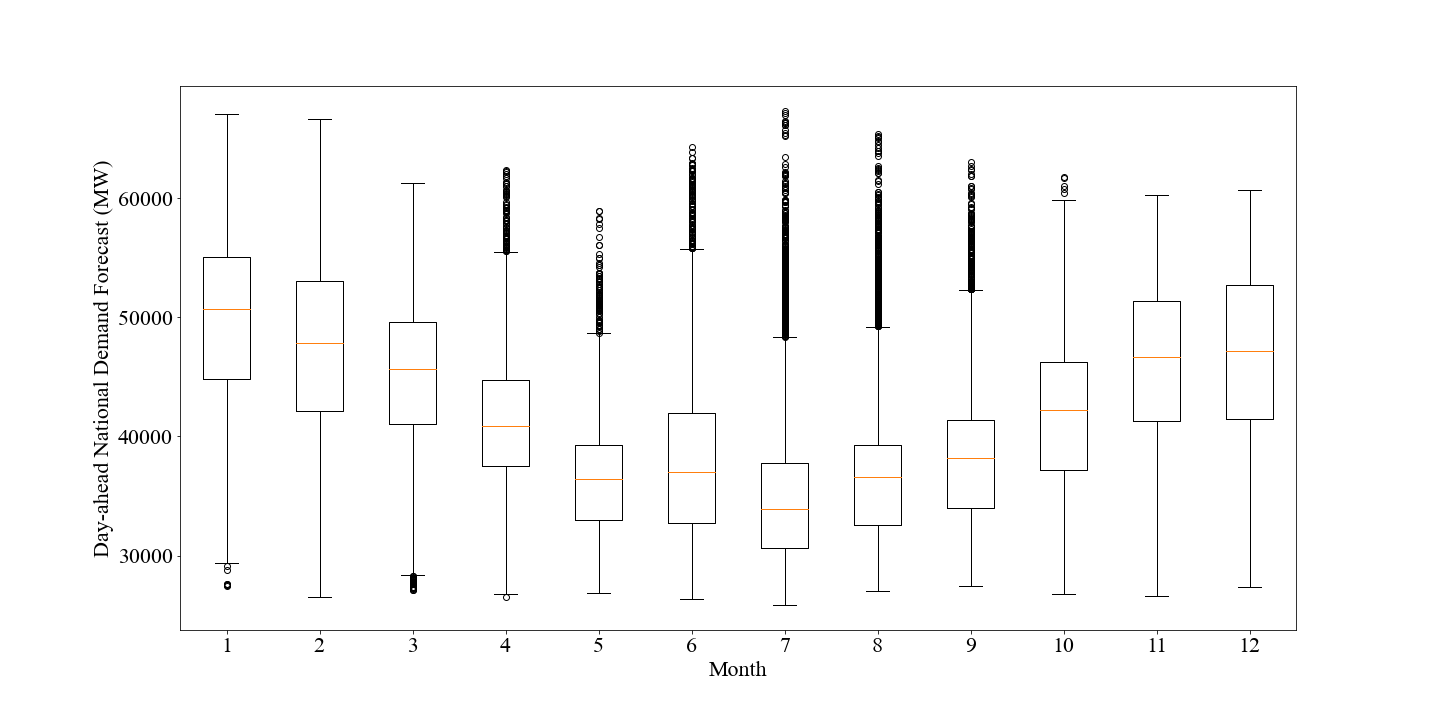 Day-ahead National Demand Forecast (MW)
60000
50000
40000
30000
1 2 3 4 5 6 7 8 9 10 11 12
Month